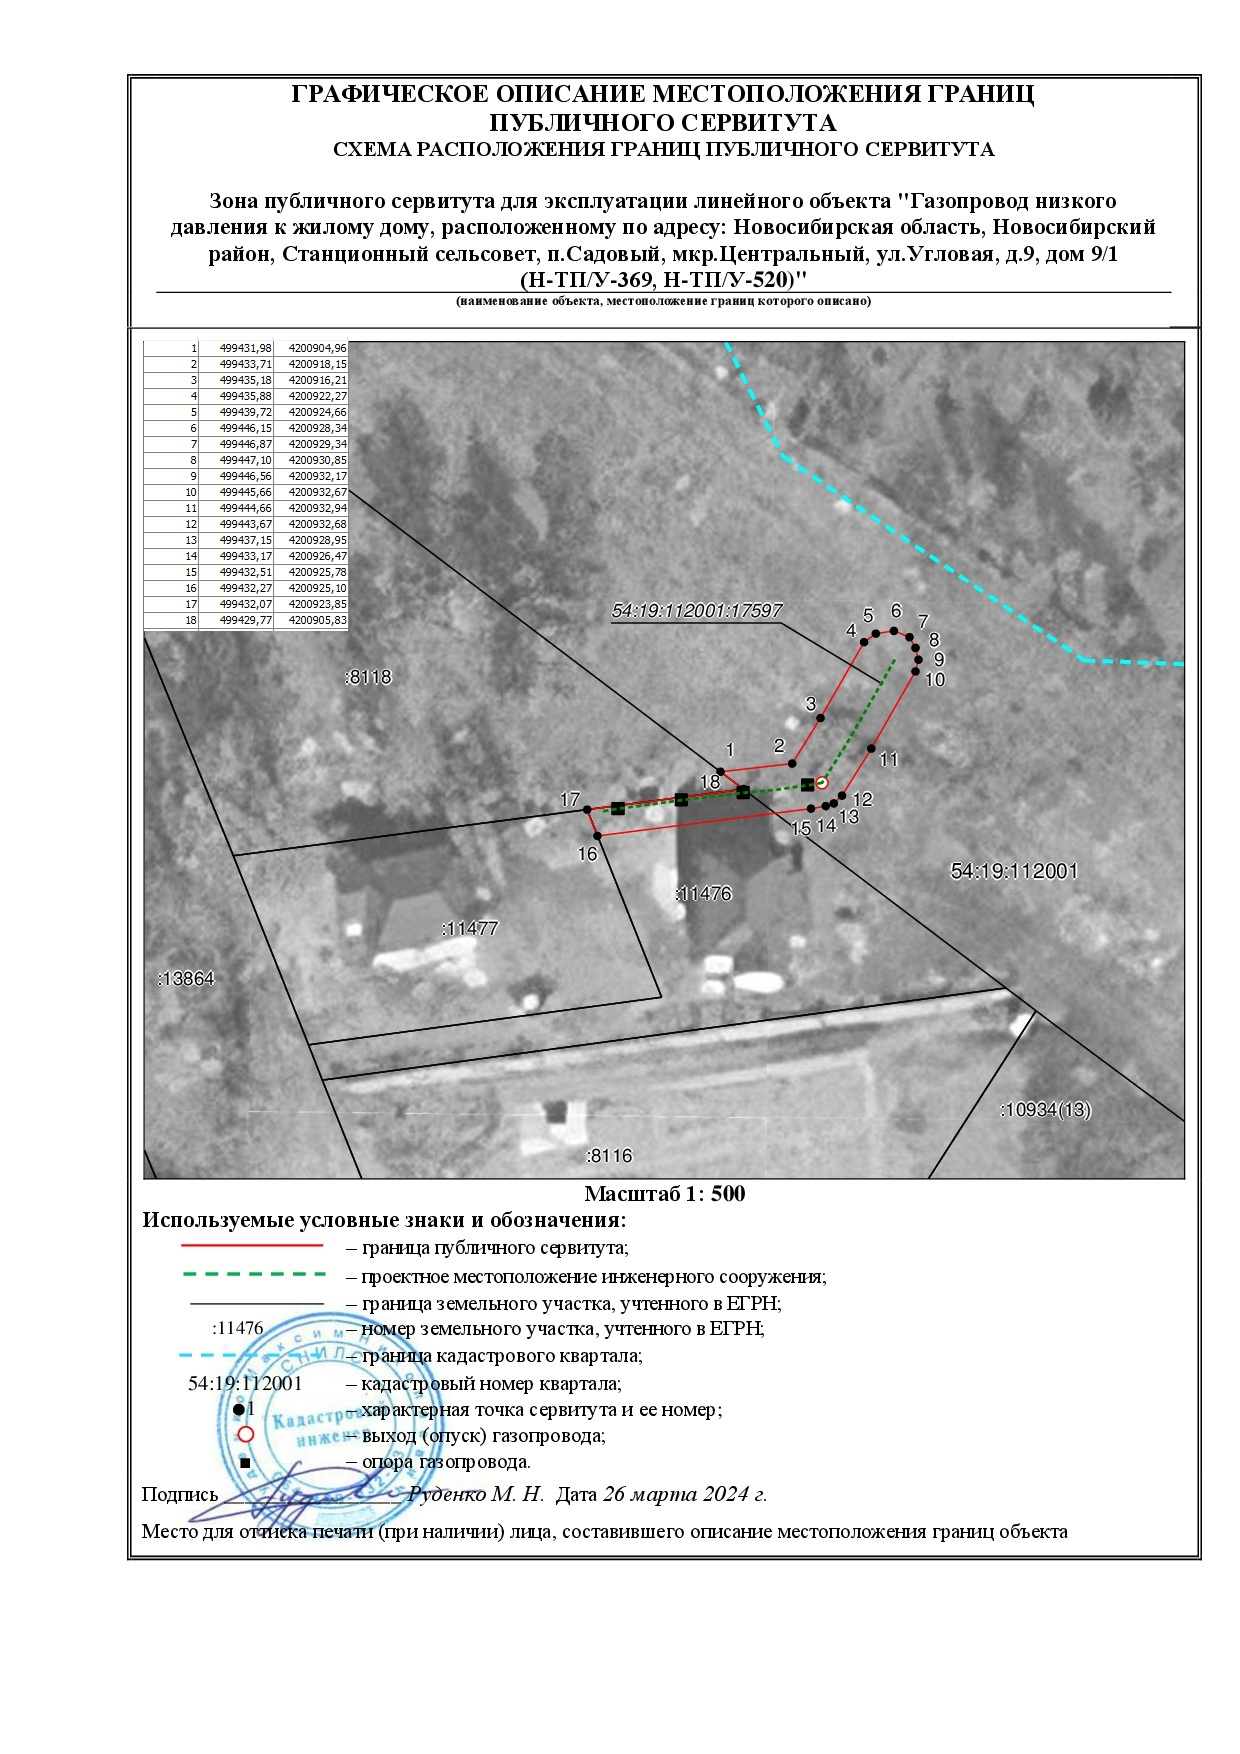 ГРАФИЧЕСКОЕ ОПИСАНИЕ МЕСТОПОЛОЖЕНИЯ ГРАНИЦ
ПУБЛИЧНОГО СЕРВИТУТА
СХЕМА РАСПОЛОЖЕНИЯ ГРАНИЦ ПУБЛИЧНОГО СЕРВИТУТА
Зона публичного сервитута для эксплуатации линейного объекта "Газопровод низкого
давления к жилому дому, расположенному по адресу: Новосибирская область, Новосибирский
район, Станционный сельсовет, п.Садовый, мкр.Центральный, ул.Угловая, д.9, дом 9/1
(Н-ТП/У-369, Н-ТП/У-520)"
(наименование объекта, местоположение границ которого описано)
1 499431,98 4200904,96
2 499433,71 4200918,15
3 499435,18 4200916,21
4 499435,88 4200922,27
5 499439,72 4200924,66
6 499446,15 4200928,34
7 499446,87 4200929,34
8 499447,10 4200930,85
9 499446,56 4200932,17
10 499445,66 4200932,67
11 499444,66 4200932,94
12 499443,67 4200932,68
13 499437,15 4200928,95
14 499433,17 4200926,47
15 499432,51 4200925,78
16 499432,27 4200925,10
17 499432,07 4200923,85
18 499429,77 4200905,83
54:19:112001:17597
5
6
7
4
8
9
10
:8118
3
2
1
11
18
17
12
13
14
15
16
54:19:112001
:11476
:11477
:13864
:10934(13)
:8116
Масштаб 1: 500
Используемые условные знаки и обозначения:
– граница публичного сервитута;
– проектное местоположение инженерного сооружения;
– граница земельного участка, учтенного в ЕГРН;
:11476 – номер земельного участка, учтенного в ЕГРН;
– граница кадастрового квартала;
54:19:112001 – кадастровый номер квартала;
1 – характерная точка сервитута и ее номер;
– выход (опуск) газопровода;
– опора газопровода.
СНИЛС
Кадастровый
инженер
Подпись __________________ Руденко М. Н. Дата 26 марта 2024 г.
Место для оттиска печати (при наличии) лица, составившего описание местоположения границ объекта